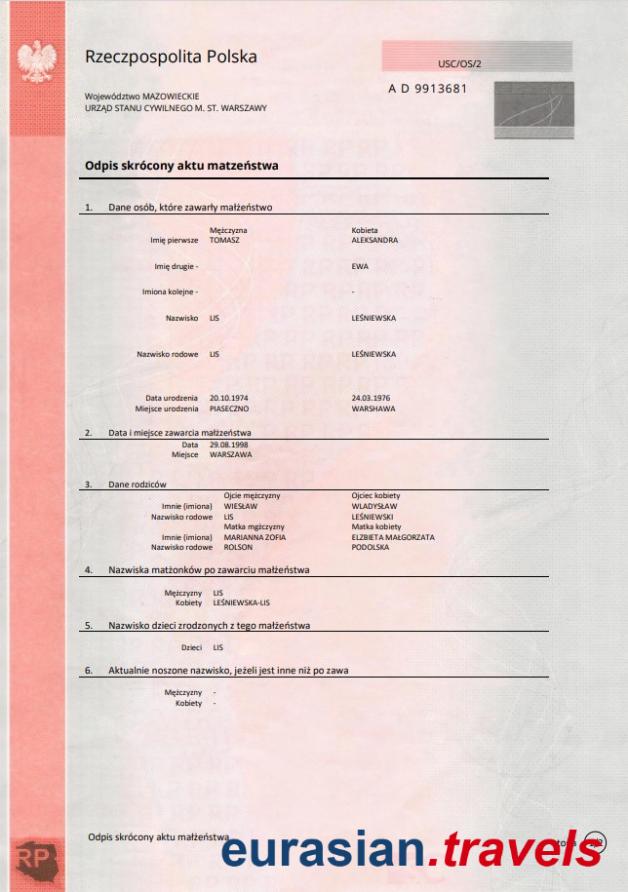 Rzeczpospolita Polska
USC/OS/2
A D 9913681
Województwo MAZOWIECKIE
URZĄD STANU CYWILNEGO M. ST. WARSZAWY
Odpis skrócony aktu matzeństwa
1. Dane osób, które zawarły małżeństwo
Mężczyzna Kobieta
Imię pierwsze TOMASZ ALEKSANDRA
Imię drugie - EWA
Imiona kolejne - -
Nazwisko LIS LEŚNIEWSKA
Nazwisko rodowe LIS LEŚNIEWSKA
Data urodzenia 20.10.1974 24.03.1976
Miejsce urodzenia PIASECZNO WARSHAWA
2. Data i miejsce zawarcia małżeństwa
Data 29.08.1998
Miejsce WARSZAWA
3. Dane rodziców
Ojcie mężczyzny Ojciec kobiety
Imnie (imiona) WIESŁAW WLADYSŁAW
Nazwisko rodowe LIS LEŚNIEWSKI
Matka mgżczyzny Matka kobiety
Imnie (imiona) MARIANNA ZOFIA ELZBIETA MAŁGORZATA
Nazwisko rodowe ROLSON PODOLSKA
4. Nazwiska matżonków po zawarciu małżeństwa
Mężczyzny LIS
Kobiety LEŚNIEWSKA-LIS
5. Nazwisko dzieci zrodzonych z tego małżeństwa
Dzieci LIS
6. Aktualnie noszone nazwisko, jeżeli jest inne niż po zawa
Mężczyzny -
Kobiety -
Odpis skrócony aktu małżeństwa
eurasian.travels
RP